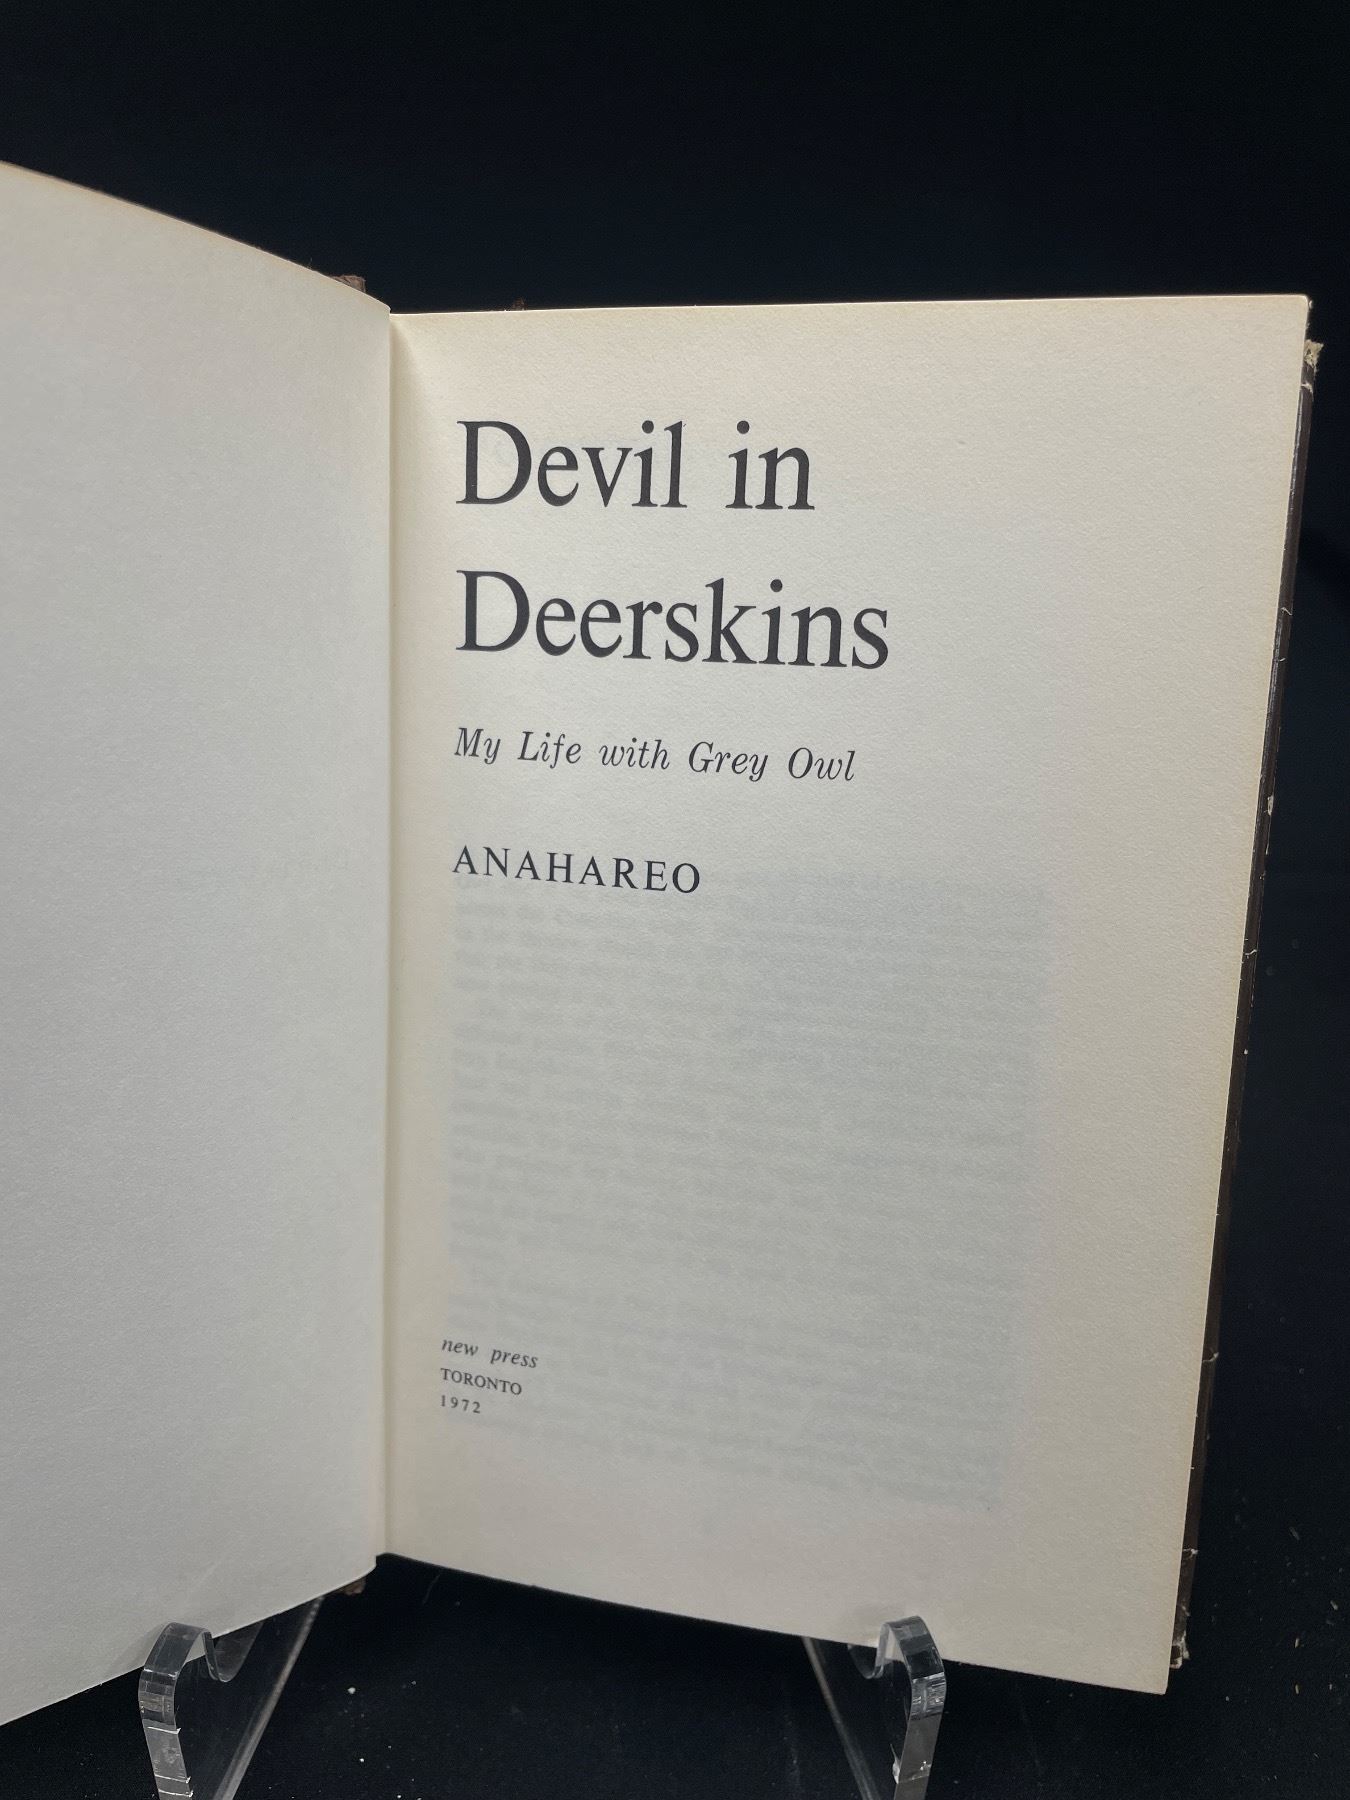 Devil in
Deerskins
My Life with Grey Owl
ANAHAREO
new press
TORONTO
1972